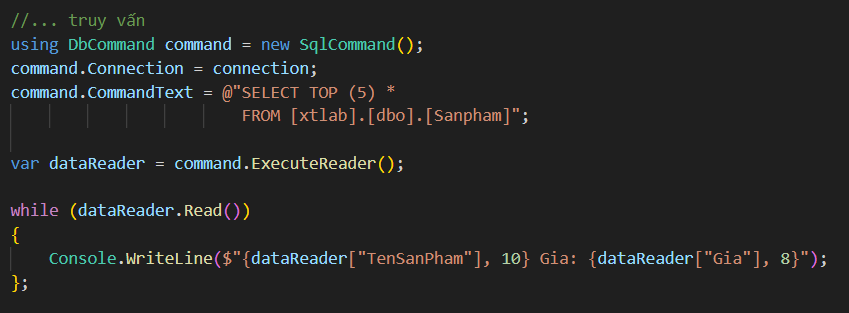 //... truy vấn
using DbCommand command = new SqlCommand();
command.Connection = connection;
command.CommandText = @"SELECT TOP (5) *
FROM [xtlab].[dbo].[Sanpham]";
var dataReader = command.ExecuteReader();
while (dataReader.Read())
{
Console.WriteLine($"{dataReader["TenSanPham"], 10} Gia: {dataReader["Gia"], 8}");
};